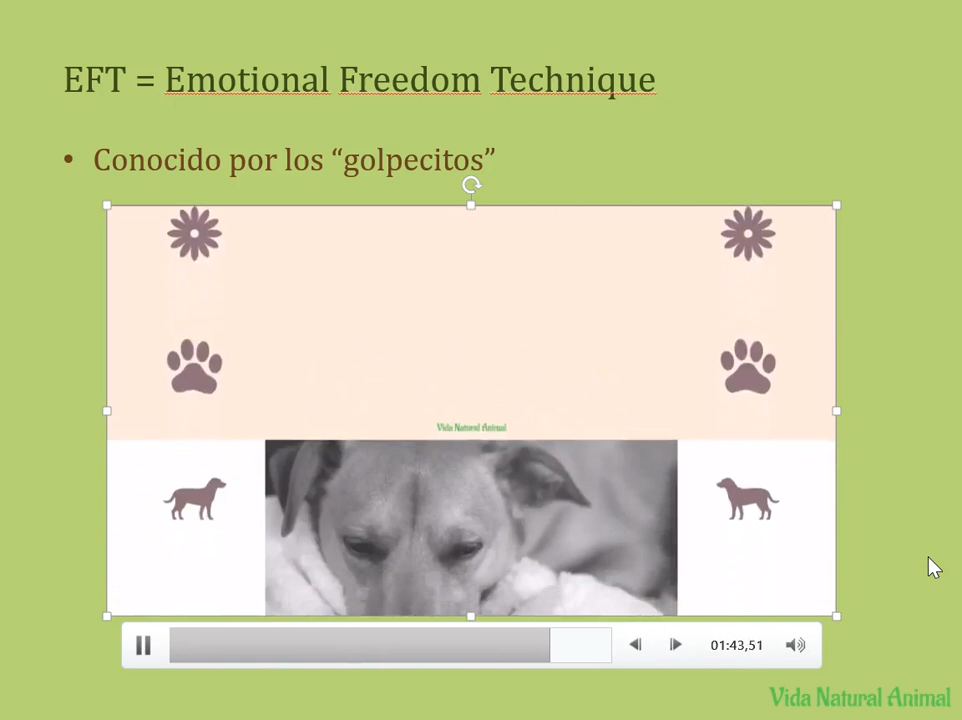 EFT = Emotional Freedom Technique
• Conocido por los “golpecitos”
Vida Natural Animal
01:43,51
Vida Natural Animal